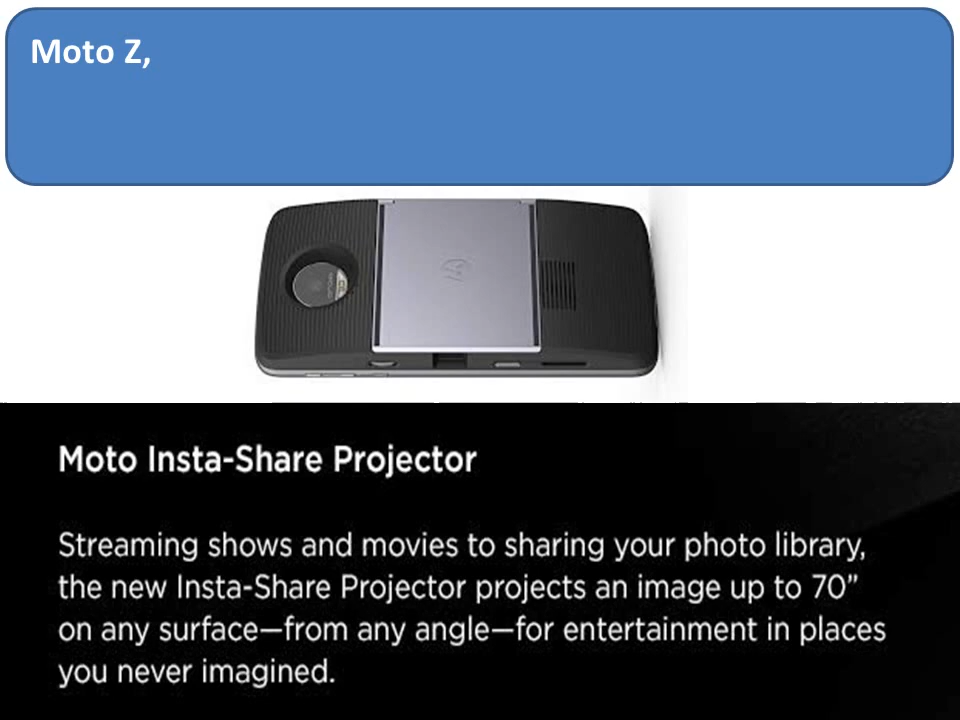 Moto Z,
Moto Insta-Share Projector
Streaming shows and movies to sharing your photo library,
the new Insta-Share Projector projects an image up to 70”
on any surface—from any angle—for entertainment in places
you never imagined.